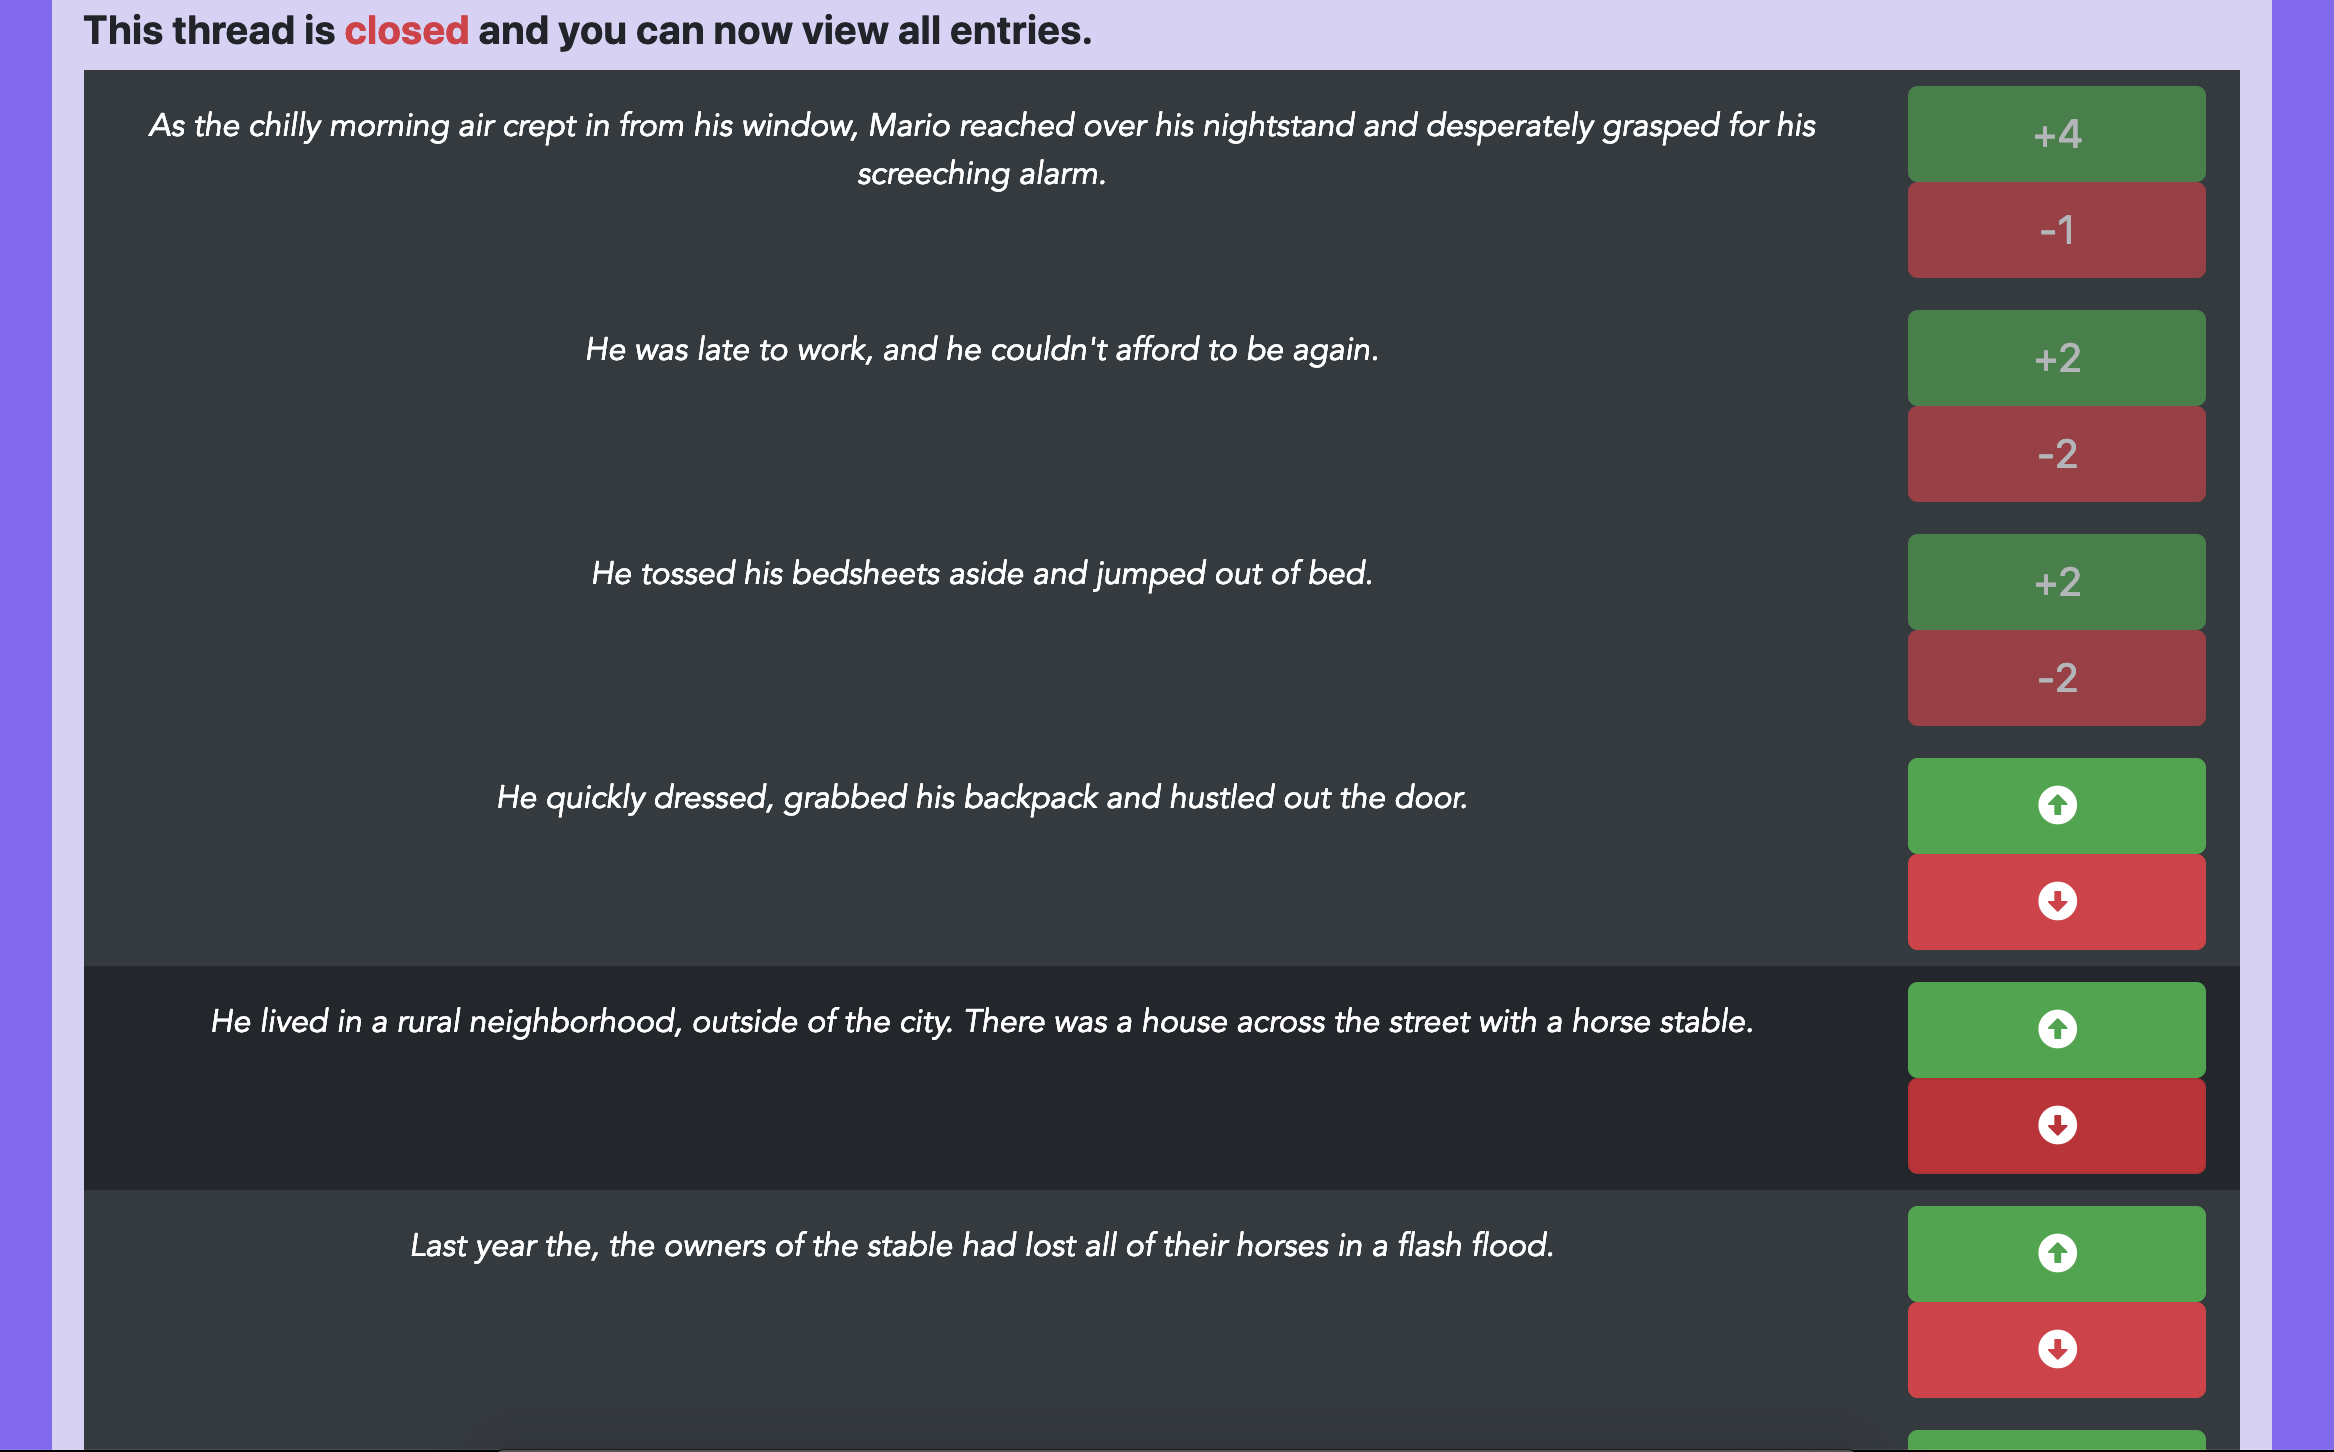 This thread is closed and you can now view all entries.
As the chilly morning air crept in from his window, Mario reached over his nightstand and desperately grasped for his
screeching alarm.
+4
-1
He was late to work, and he couldn't afford to be again.
+2
-2
He tossed his bedsheets aside and jumped out of bed.
+2
-2
He quickly dressed, grabbed his backpack and hustled out the door.
He lived in a rural neighborhood, outside of the city. There was a house across the street with a horse stable.
Last year the, the owners of the stable had lost all of their horses in a flash flood.